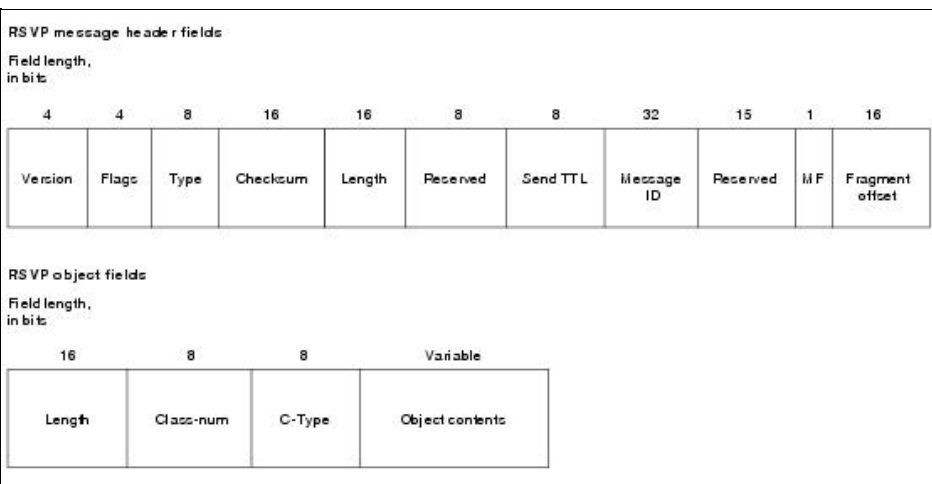 RSVP message header fields
Field length,
in bits
4 4 8 16 16 8 8 32 15 1 16
Version Flags Type Checksum Length Reserved Send TTL Message ID Reserved MF Fragment offset
RSVP object fields
Field length,
in bits
16 8 8 Variable
Length Class-num C-Type Object contents